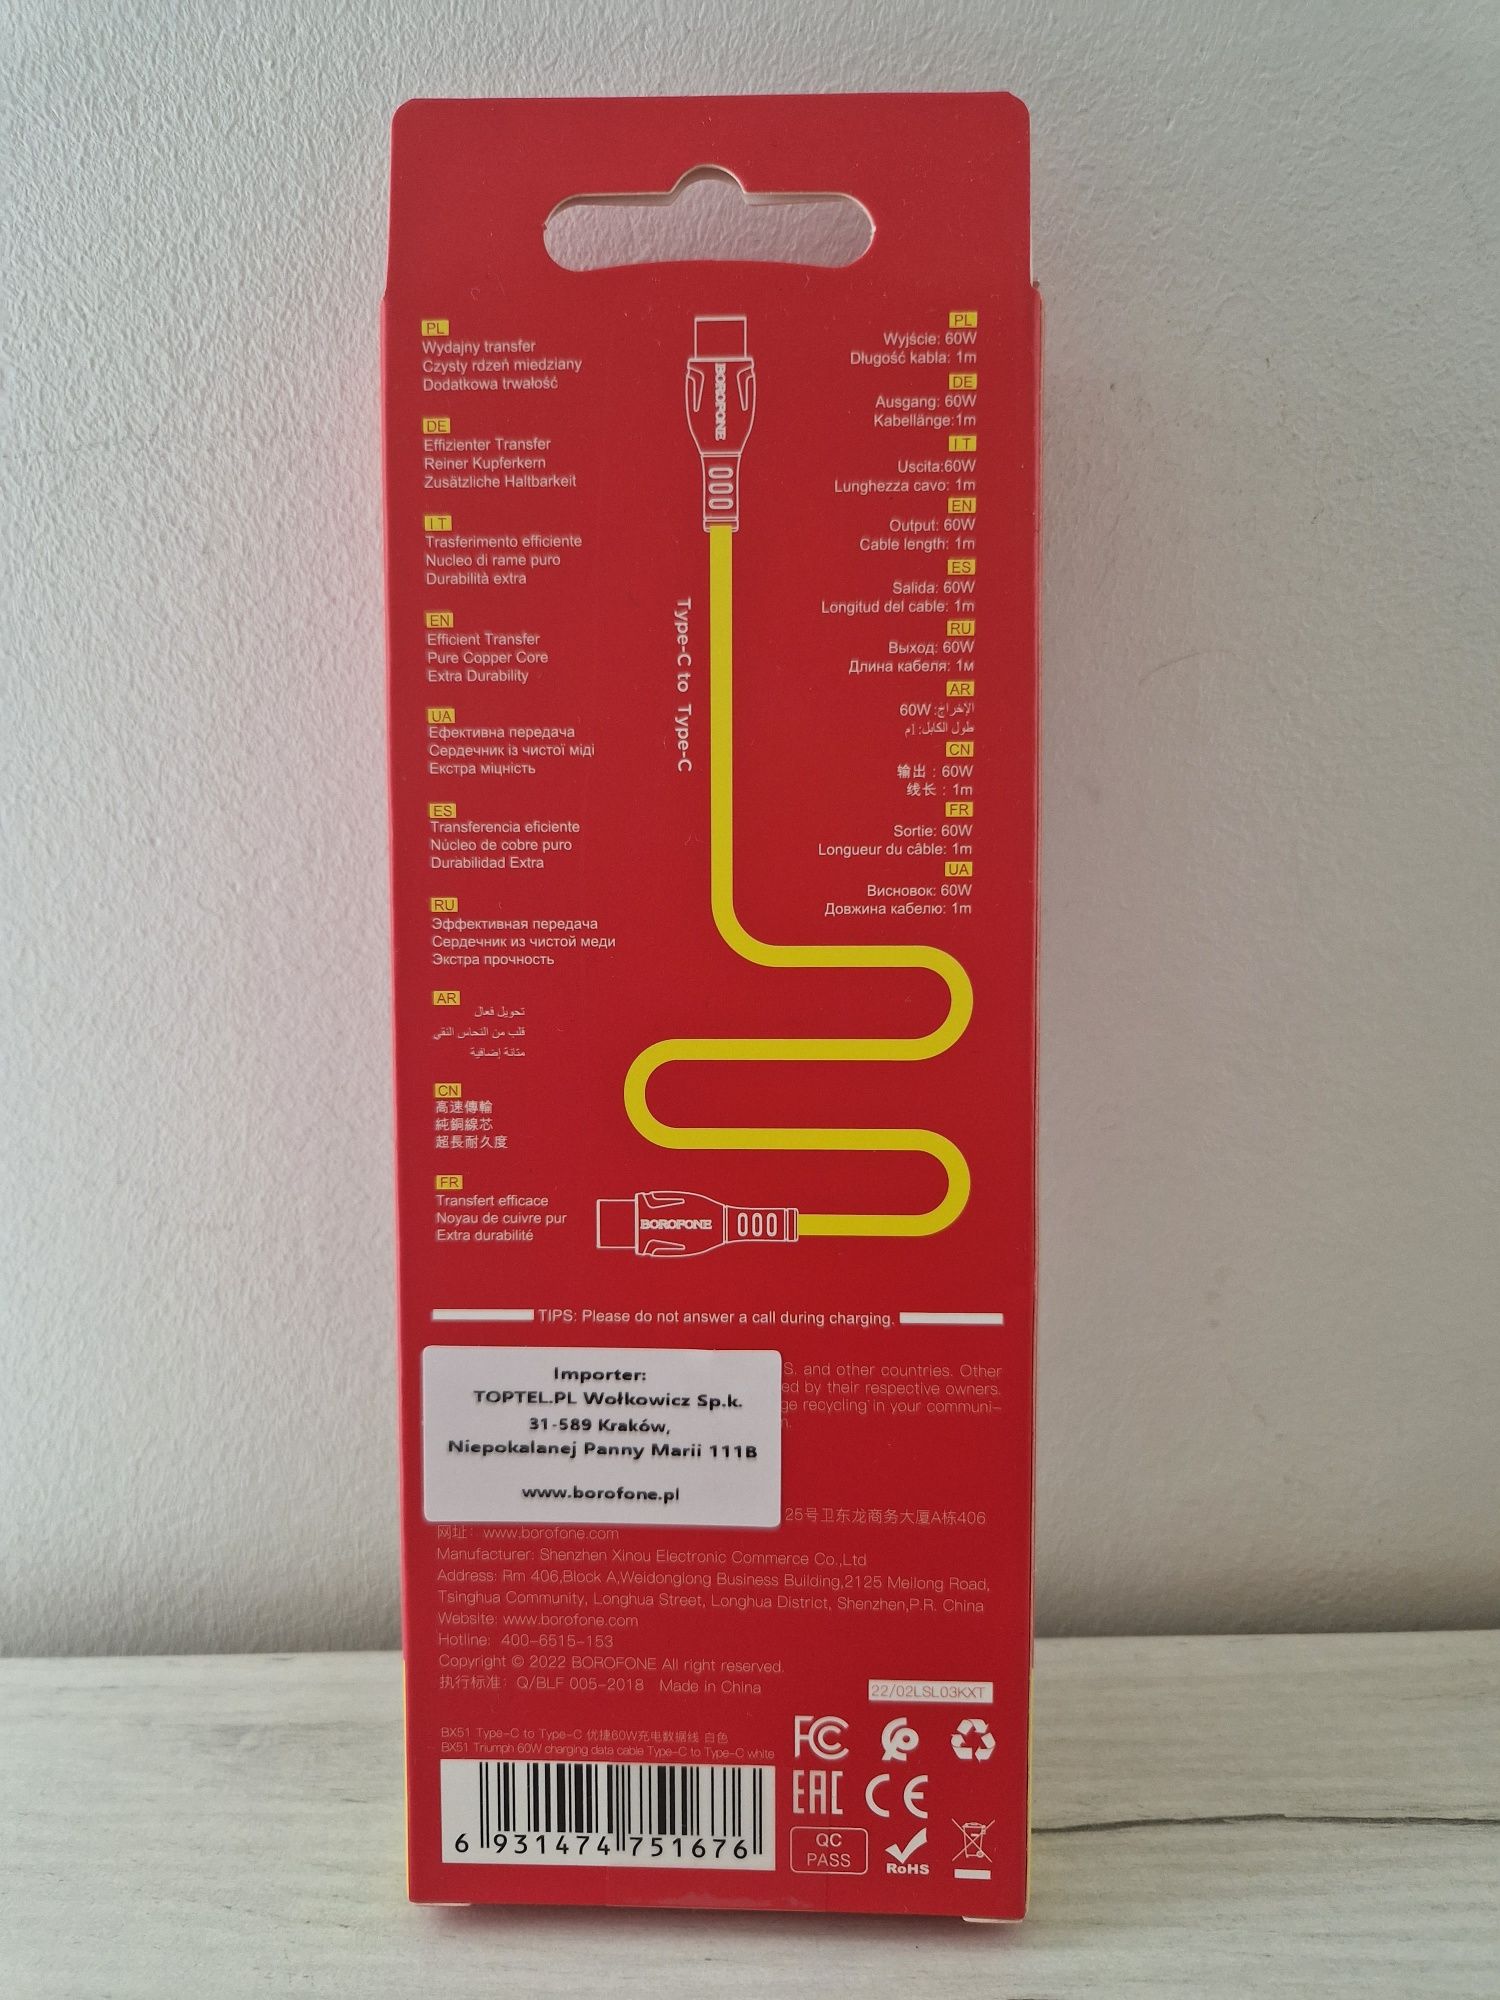 PL
Wydajny transfer
Czysty rdzeń miedziany
Dodatkowa trwałość
DE
Effizienter Transfer
Reiner Kupferkern
Zusätzliche Haltbarkeit
IT
Trasferimento efficiente
Nucleo di rame puro
Durabilità extra
EN
Efficient Transfer
Pure Copper Core
Extra Durability
UA
Ефективна передача
Сердечник із чистої міді
Екстра міцність
ES
Transferencia eficiente
Núcleo de cobre puro
Durabilidad Extra
RU
Эффективная передача
Сердечник из чистой меди
Экстра прочность
AR
تحويل فعال
قلب من النحاس النقي
متانة إضافية
CN
高速傳輸
純銅線芯
超長耐久度
FR
Transfert efficace
Noyau de cuivre pur
Extra durabilité
BOROFONE
Type-C to Type-C
BOROFONE
PL
Wyjście: 60W
Długość kabla: 1m
DE
Ausgang: 60W
Kabellänge:1m
IT
Uscita:60W
Lunghezza cavo: 1m
EN
Output: 60W
Cable length: 1m
ES
Salida: 60W
Longitud del cable: 1m
RU
Выход: 60W
Длина кабеля: 1м
AR
الإخراج: 60W
طول الكابل: 1م
CN
输出：60W
线长：1m
FR
Sortie: 60W
Longueur du câble: 1m
UA
Висновок: 60W
Довжина кабелю: 1m
TIPS: Please do not answer a call during charging.
Importer:
TOPTEL.PL Wołkowicz Sp.k.
31-589 Kraków,
Niepokalanej Panny Marii 111B
www.borofone.pl
S. and other countries. Other
by their respective owners.
recycling in your communi-
25号卫东龙商务大厦A栋406
网址：www.borofone.com
Manufacturer: Shenzhen Xinou Electronic Commerce Co.,Ltd
Address: Rm 406,Block A,Weidonglong Business Building,2125 Meilong Road,
Tsinghua Community, Longhua Street, Longhua District, Shenzhen,P.R. China
Website: www.borofone.com
Hotline: 400-6515-153
Copyright © 2022 BOROFONE All right reserved.
执行标准：Q/BLF 005-2018 Made in China
22/02LSL03KXT
BX51 Type-C to Type-C 优捷60W充电数据线 白色
BX51 Triumph 60W charging data cable Type-C to Type-C white
6 931474 751676
FC
EAC
CE
QC
PASS
RoHS